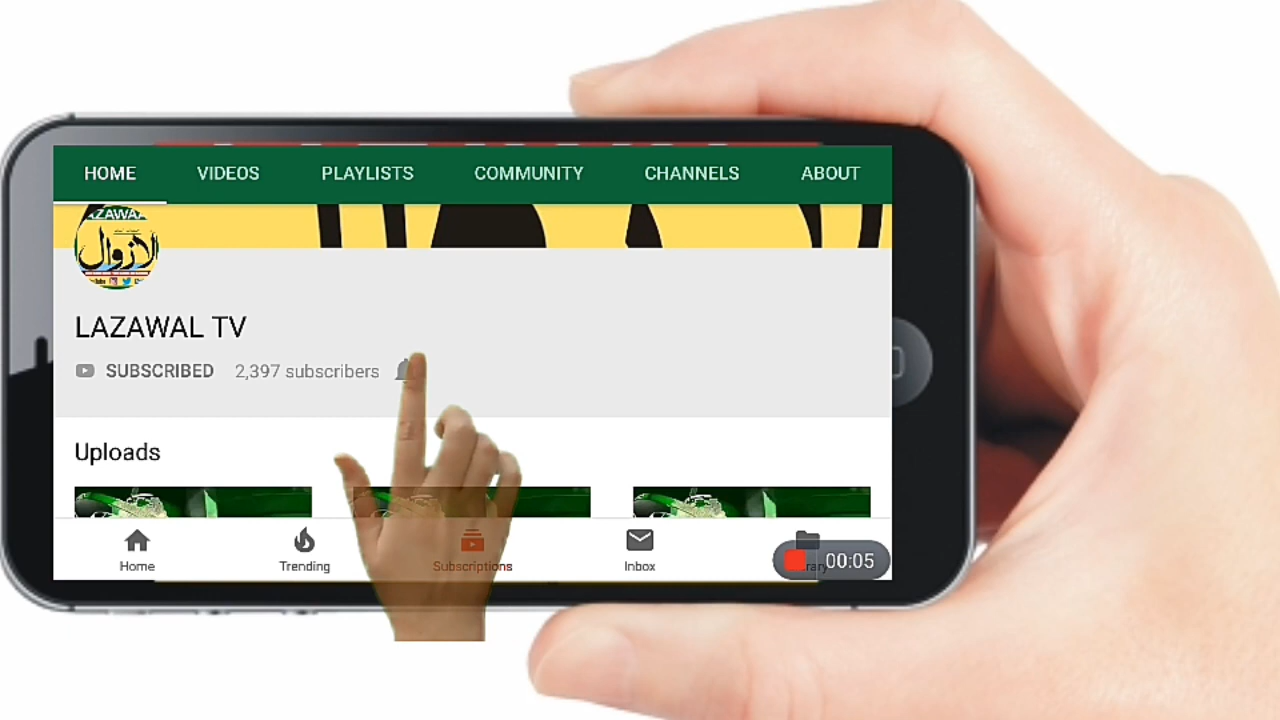 HOME VIDEOS PLAYLISTS COMMUNITY CHANNELS ABOUT
LAZAWAL
لازوال
LAZAWAL TV
SUBSCRIBED 2,397 subscribers
Uploads
Home Trending Subscriptions Inbox
00:05